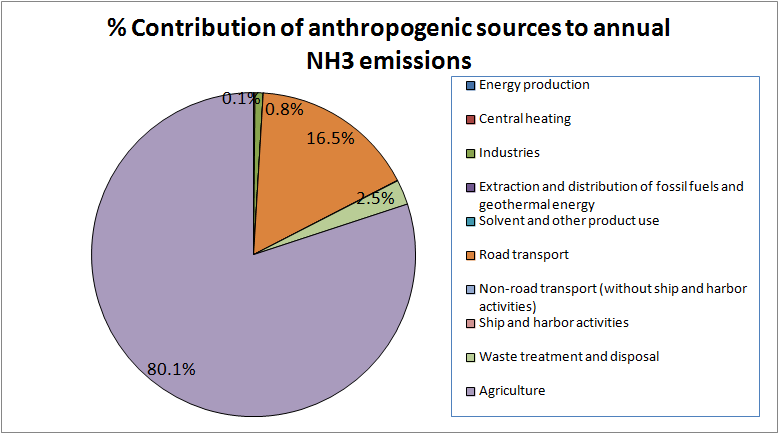 % Contribution of anthropogenic sources to annual
NH3 emissions
0.1%
0.8%
16.5%
2.5%
80.1%
Energy production
Central heating
Industries
Extraction and distribution of fossil fuels and
geothermal energy
Solvent and other product use
Road transport
Non-road transport (without ship and harbor
activities)
Ship and harbor activities
Waste treatment and disposal
Agriculture